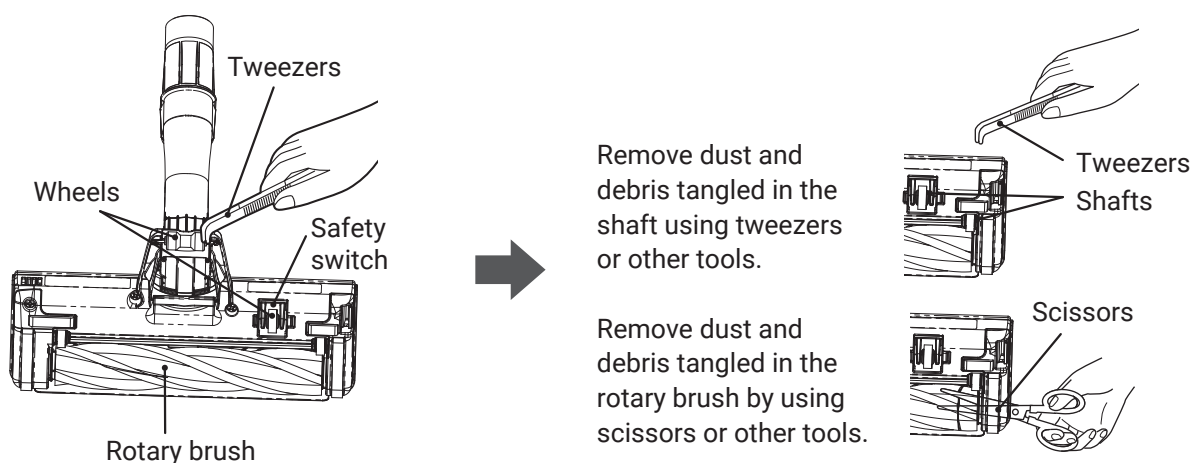 Tweezers
Wheels
Safety
switch
Rotary brush
Remove dust and
debris tangled in the
shaft using tweezers
or other tools.
Tweezers
Shafts
Remove dust and
debris tangled in the
rotary brush by using
scissors or other tools.
Scissors